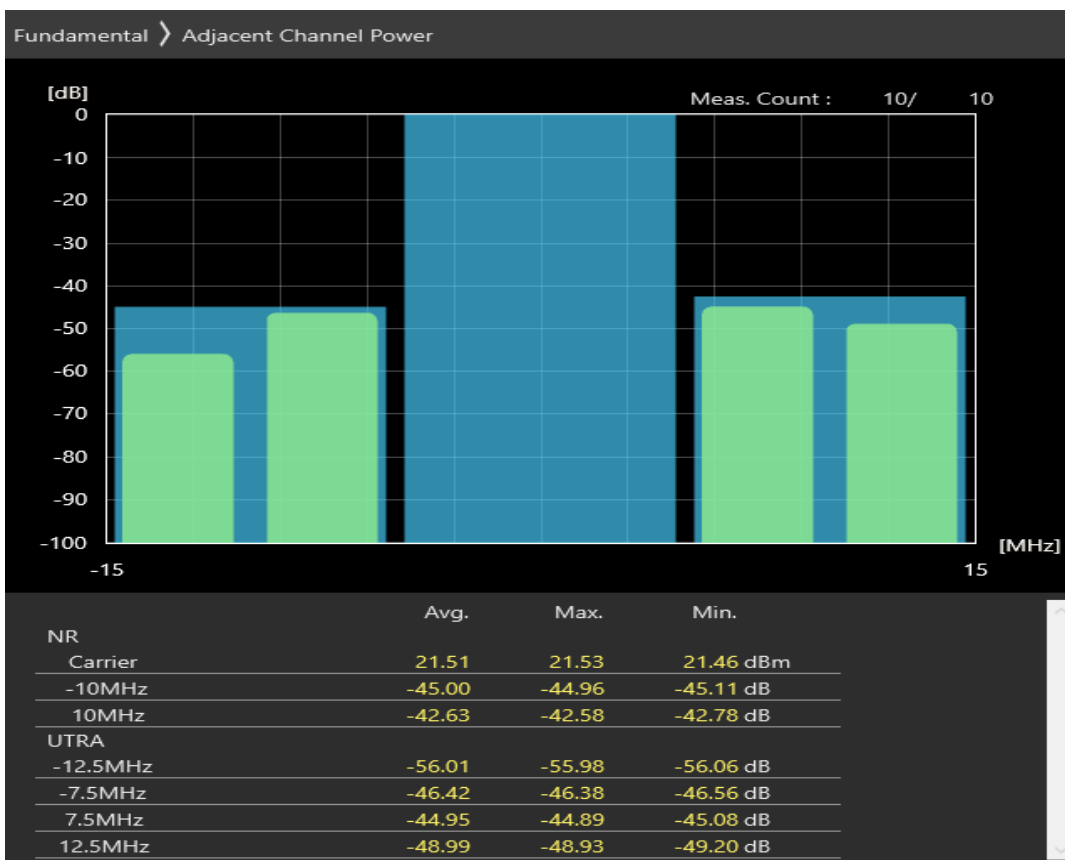 Fundamental 〉 Adjacent Channel Power
[dB]
Meas. Count : 10/ 10
0
-10
-20
-30
-40
-50
-60
-70
-80
-90
-100
[MHz]
-15 15
Avg. Max. Min.
NR
Carrier 21.51 21.53 21.46 dBm
-10MHz -45.00 -44.96 -45.11 dB
10MHz -42.63 -42.58 -42.78 dB
UTRA
-12.5MHz -56.01 -55.98 -56.06 dB
-7.5MHz -46.42 -46.38 -46.56 dB
7.5MHz -44.95 -44.89 -45.08 dB
12.5MHz -48.99 -48.93 -49.20 dB